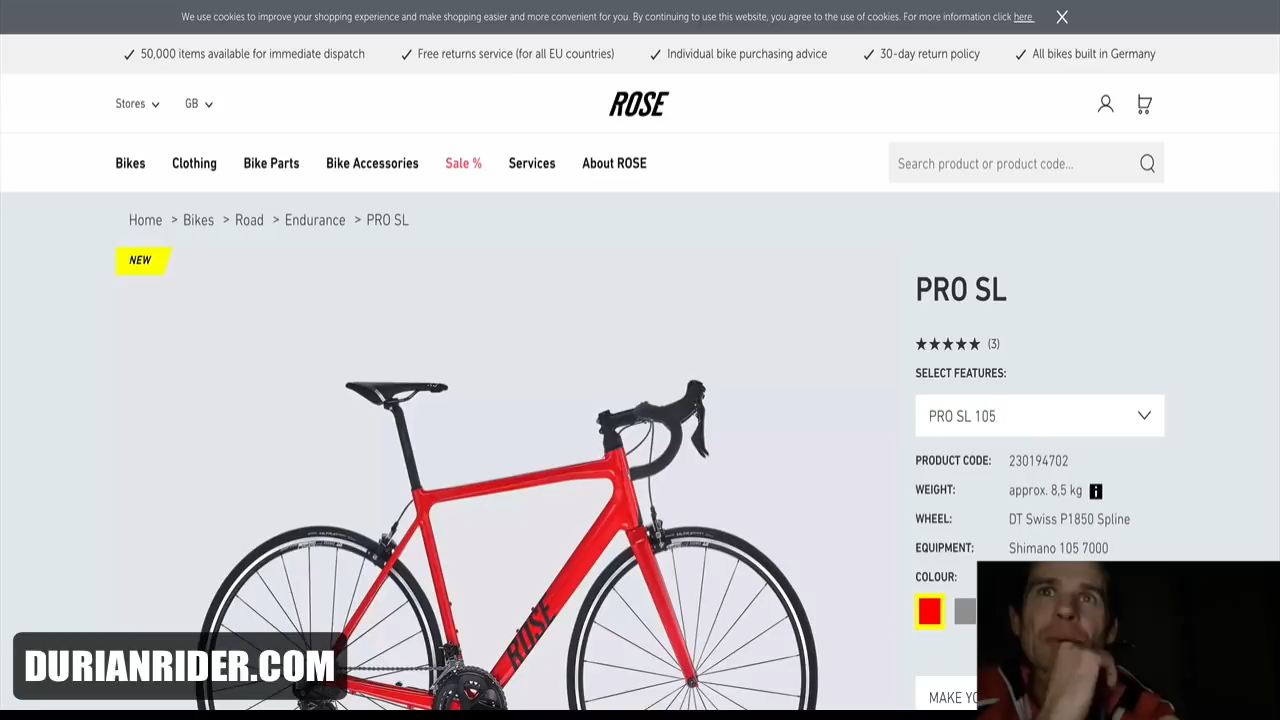 We use cookies to improve your shopping experience and make shopping easier and more convenient for you. By continuing to use this website, you agree to the use of cookies. For more information click here.
50,000 items available for immediate dispatch
Free returns service (for all EU countries)
Individual bike purchasing advice
30-day return policy
All bikes built in Germany
Stores
GB
ROSE
Bikes
Clothing
Bike Parts
Bike Accessories
Sale %
Services
About ROSE
Search product or product code...
Home > Bikes > Road > Endurance > PRO SL
NEW
PRO SL
(3)
SELECT FEATURES:
PRO SL 105
PRODUCT CODE: 230194702
WEIGHT: approx. 8,5 kg i
WHEEL: DT Swiss P1850 Spline
EQUIPMENT: Shimano 105 7000
COLOUR:
ROSE
DURIANRIDER.COM
MAKE YO